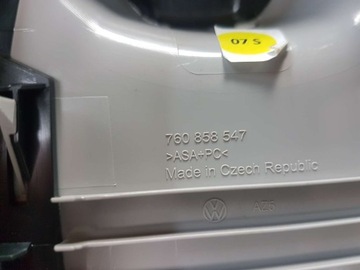 07 S
760 858 547
>ASA+PC<
Made in Czech Republic